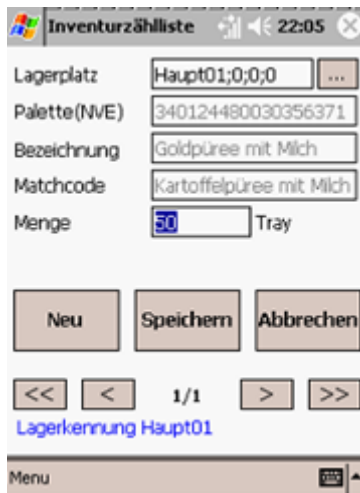 Inventurzählliste 22:05
Lagerplatz Haupt01;0;0;0 ...
Palette(NVE) 340124480030356371
Bezeichnung Goldpüree mit Milch
Matchcode Kartoffelpüree mit Milch
Menge 50 Tray
Neu Speichern Abbrechen
<< < 1/1 > >>
Lagerkennung Haupt01
Menu